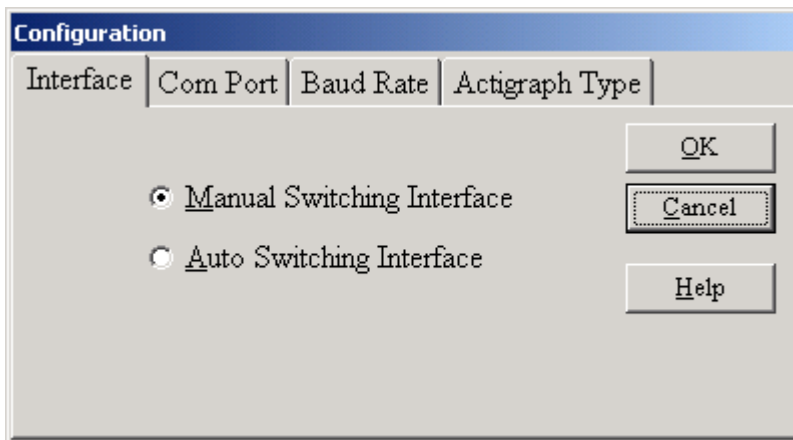 Configuration
Interface Com Port Baud Rate Actigraph Type
OK
Manual Switching Interface
Cancel
Auto Switching Interface
Help